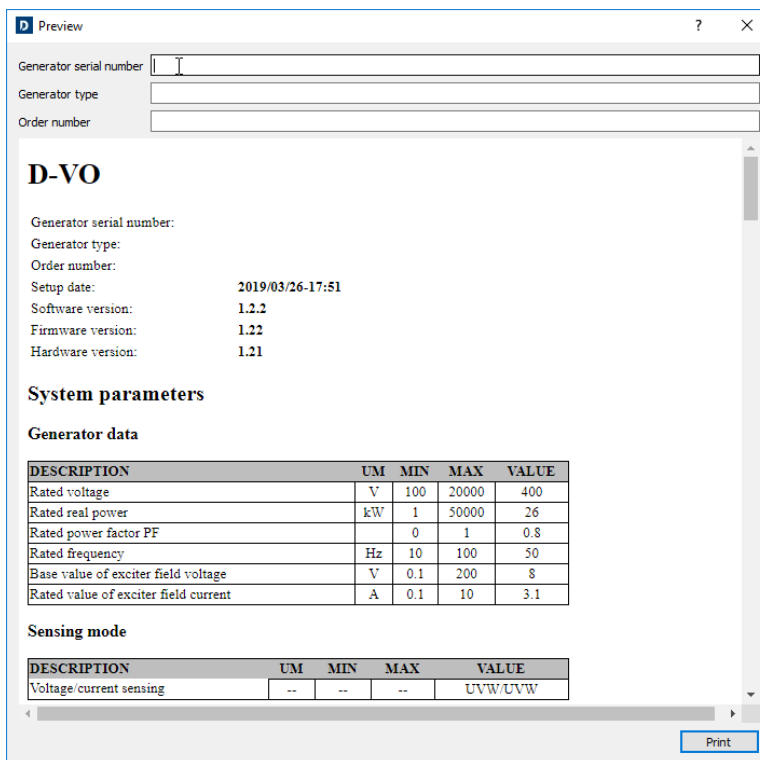 D Preview ?
Generator serial number
Generator type
Order number
D-VO
Generator serial number:
Generator type:
Order number:
Setup date: 2019/03/26-17:51
Software version: 1.2.2
Firmware version: 1.22
Hardware version: 1.21
System parameters
Generator data
DESCRIPTION UM MIN MAX VALUE
Rated voltage V 100 20000 400
Rated real power kW 1 50000 26
Rated power factor PF 0 1 0.8
Rated frequency Hz 10 100 50
Base value of exciter field voltage V 0.1 200 8
Rated value of exciter field current A 0.1 10 3.1
Sensing mode
DESCRIPTION UM MIN MAX VALUE
Voltage/current sensing -- -- -- UVW/UVW
Print